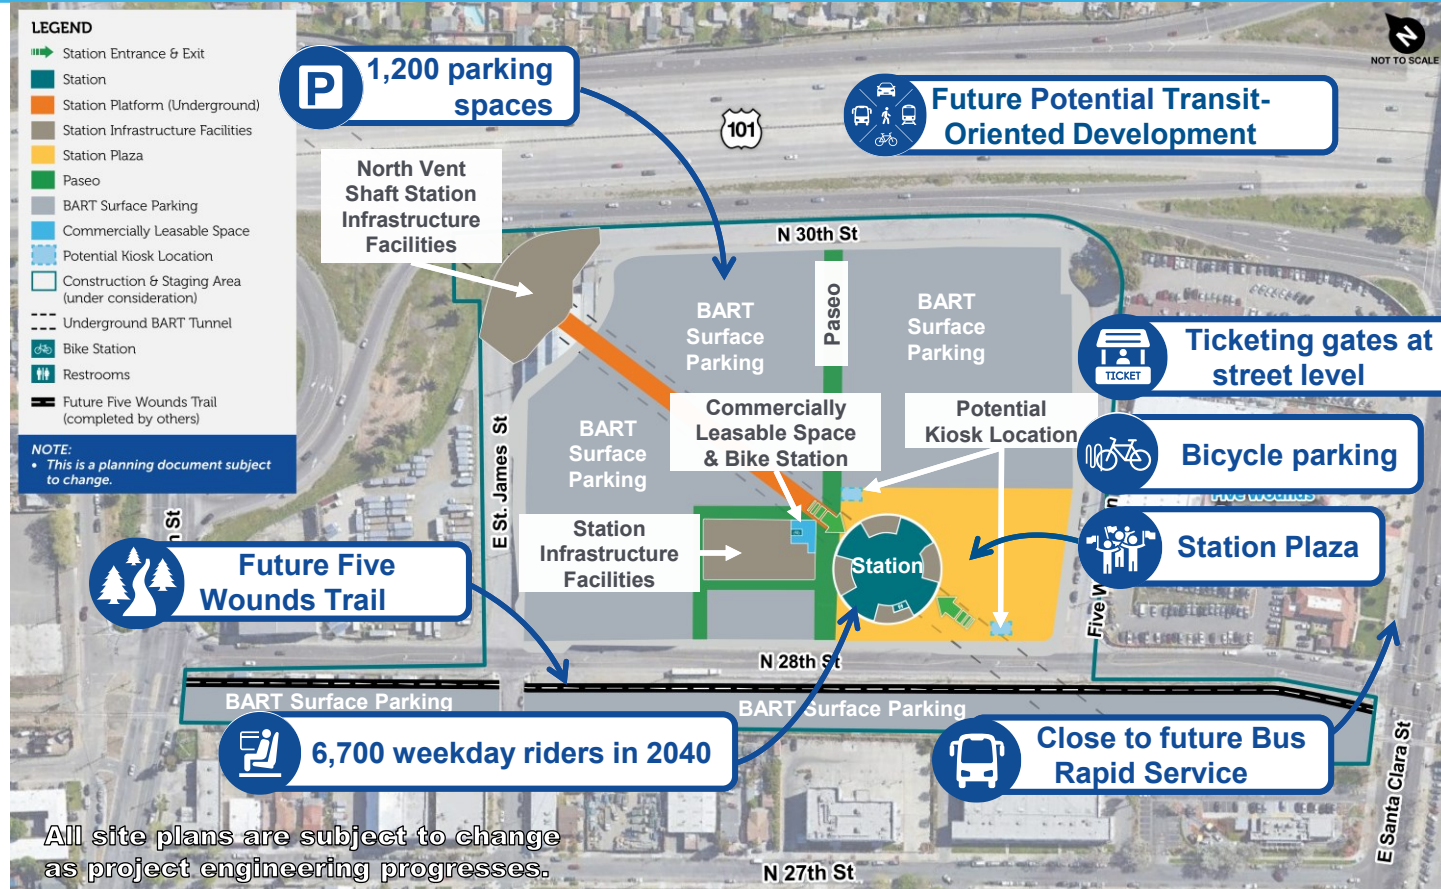 LEGEND
Station Entrance & Exit
Station
Station Platform (Underground)
Station Infrastructure Facilities
Station Plaza
Paseo
BART Surface Parking
Commercially Leasable Space
Potential Kiosk Location
Construction & Staging Area
(under consideration)
Underground BART Tunnel
Bike Station
Restrooms
Future Five Wounds Trail
(completed by others)
NOTE:
• This is a planning document subject
to change.
P
1,200 parking
spaces
101
Future Potential Transit-
Oriented Development
N
NOT TO SCALE
North Vent
Shaft Station
Infrastructure
Facilities
N 30th St
BART
Surface
Parking
Paseo
BART
Surface
Parking
TICKET
Ticketing gates at
street level
Commercially
Leasable Space
& Bike Station
Potential
Kiosk Location
BART
Surface
Parking
E St. James St
Bicycle parking
Five Wounds
Station
Infrastructure
Facilities
Station
Station Plaza
Future Five
Wounds Trail
St
Five
N 28th St
BART Surface Parking
BART Surface Parking
6,700 weekday riders in 2040
Close to future Bus
Rapid Service
E Santa Clara St
All site plans are subject to change
as project engineering progresses.
N 27th St